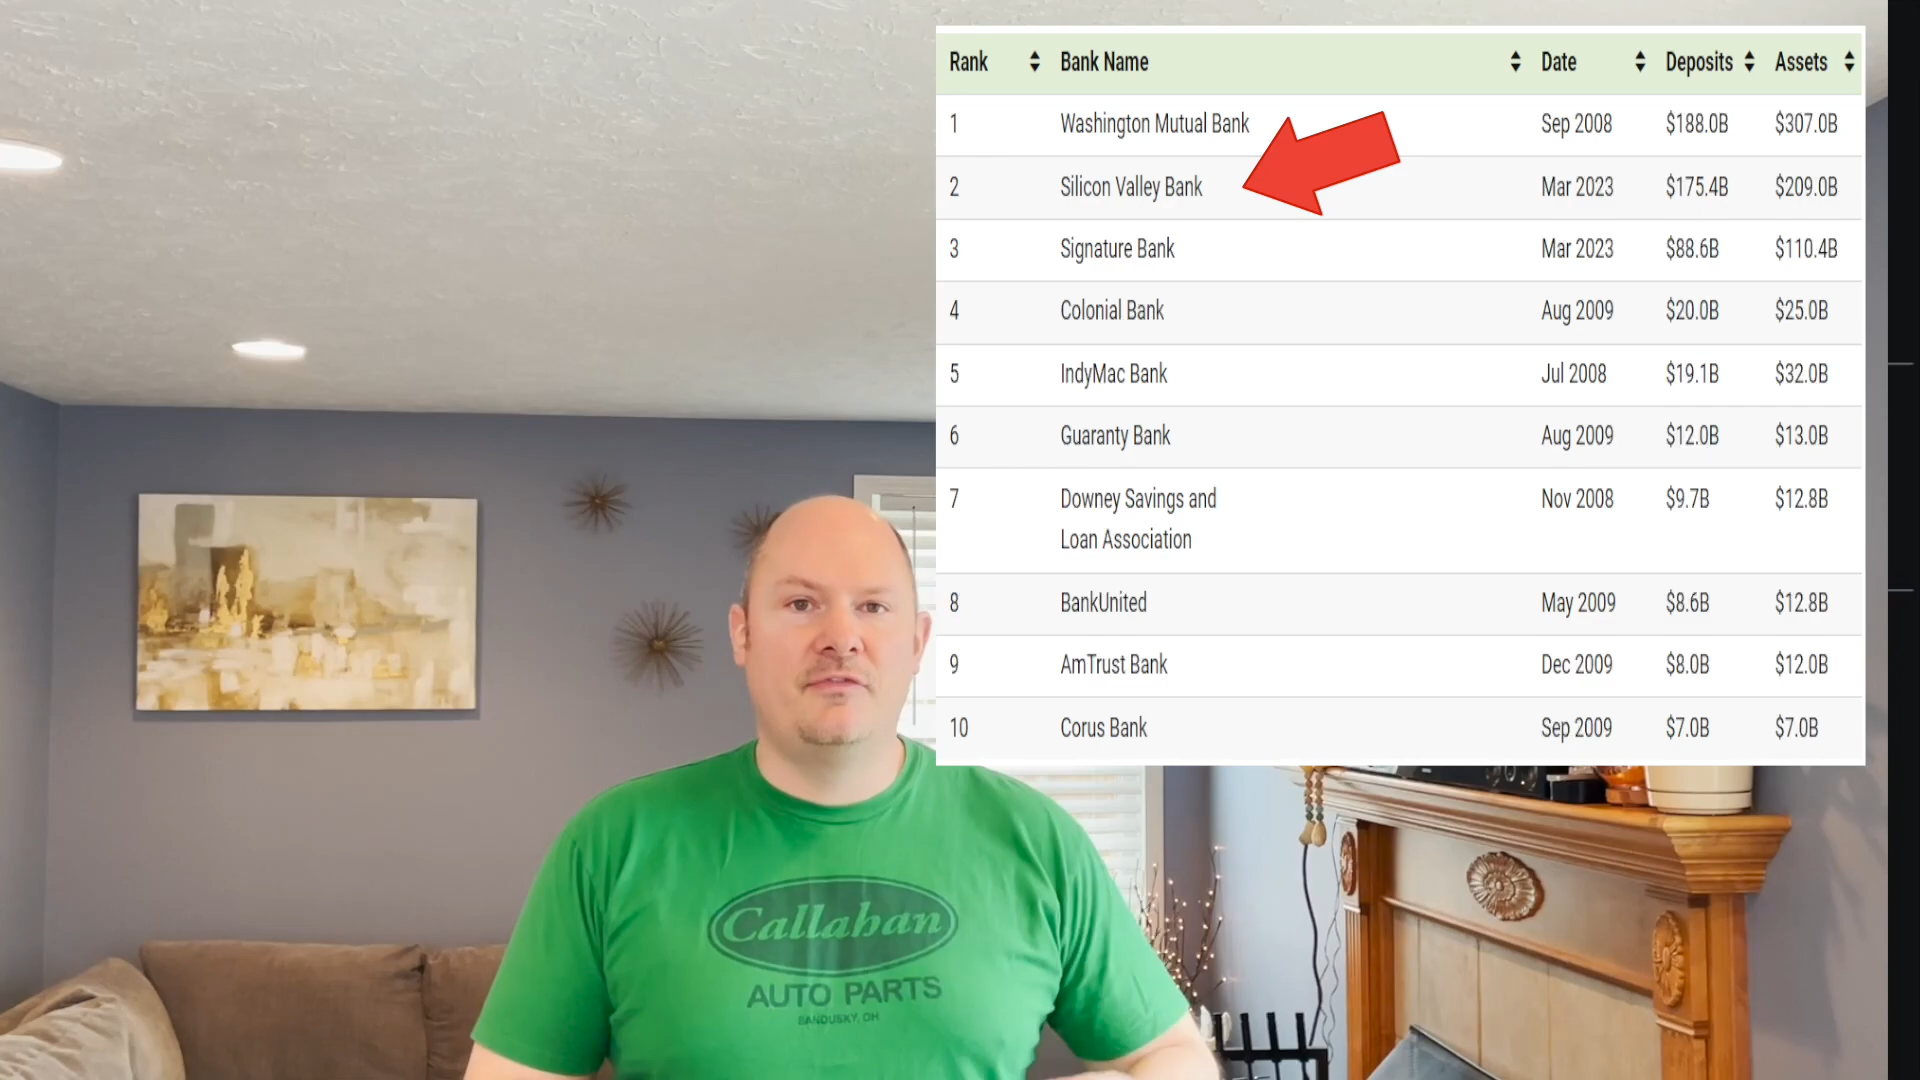 Rank Bank Name Date Deposits Assets
1 Washington Mutual Bank Sep 2008 $188.0B $307.0B
2 Silicon Valley Bank Mar 2023 $175.4B $209.0B
3 Signature Bank Mar 2023 $88.6B $110.4B
4 Colonial Bank Aug 2009 $20.0B $25.0B
5 IndyMac Bank Jul 2008 $19.1B $32.0B
6 Guaranty Bank Aug 2009 $12.0B $13.0B
7 Downey Savings and Nov 2008 $9.7B $12.8B
Loan Association
8 BankUnited May 2009 $8.6B $12.8B
9 AmTrust Bank Dec 2009 $8.0B $12.0B
10 Corus Bank Sep 2009 $7.0B $7.0B
Callahan
AUTO PARTS
SANDUSKY, OH